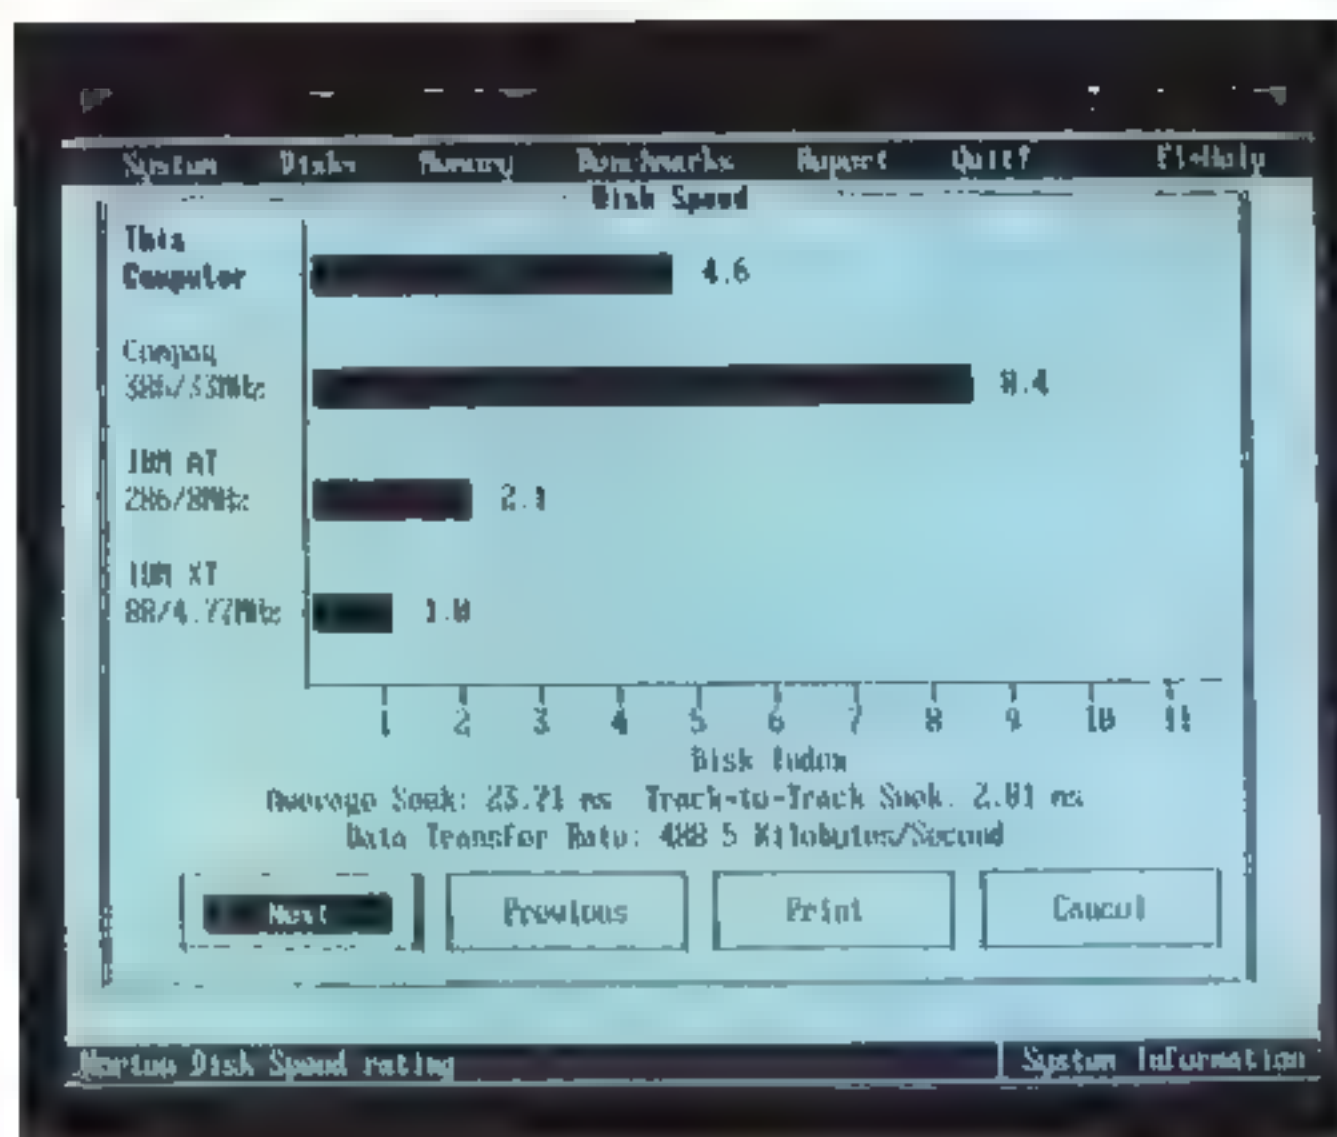 System Disks Memory Benchmarks Report Quit! F1=Help
Disk Speed
This
Computer
4.6
Compaq
386/33MHz
8.4
IBM AT
286/8MHz
2.1
IBM XT
88/4.77MHz
1.0
1 2 3 4 5 6 7 8 9 10 11
Disk Index
Average Seek: 23.71 ms Track-to-Track Seek: 2.81 ms
Data Transfer Rate: 488.5 Kilobytes/Second
Next Previous Print Cancel
Norton Disk Speed rating System Information